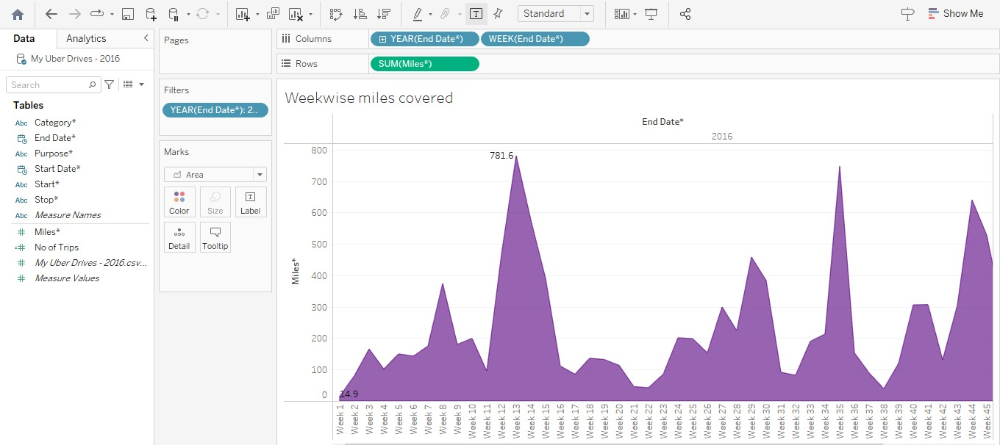 Standard
Show Me
Data
Analytics
My Uber Drives - 2016
Search
Tables
Abc Category*
End Date*
Abc Purpose*
Start Date*
Abc Start*
Abc Stop*
Abc Measure Names
# Miles*
=# No of Trips
# My Uber Drives - 2016.csv...
# Measure Values
Pages
Filters
YEAR(End Date*): 2..
Marks
Area
Color Size Label
Detail Tooltip
Columns YEAR(End Date*) WEEK(End Date*)
Rows SUM(Miles*)
Weekwise miles covered
End Date*
2016
800
700
600
500
400
300
200
100
0
Miles*
781.6
14.9
Week 1
Week 2
Week 3
Week 4
Week 5
Week 6
Week 7
Week 8
Week 9
Week 10
Week 11
Week 12
Week 13
Week 14
Week 15
Week 16
Week 17
Week 18
Week 19
Week 20
Week 21
Week 22
Week 23
Week 24
Week 25
Week 26
Week 27
Week 28
Week 29
Week 30
Week 31
Week 32
Week 33
Week 34
Week 35
Week 36
Week 37
Week 38
Week 39
Week 40
Week 41
Week 42
Week 43
Week 44
Week 45